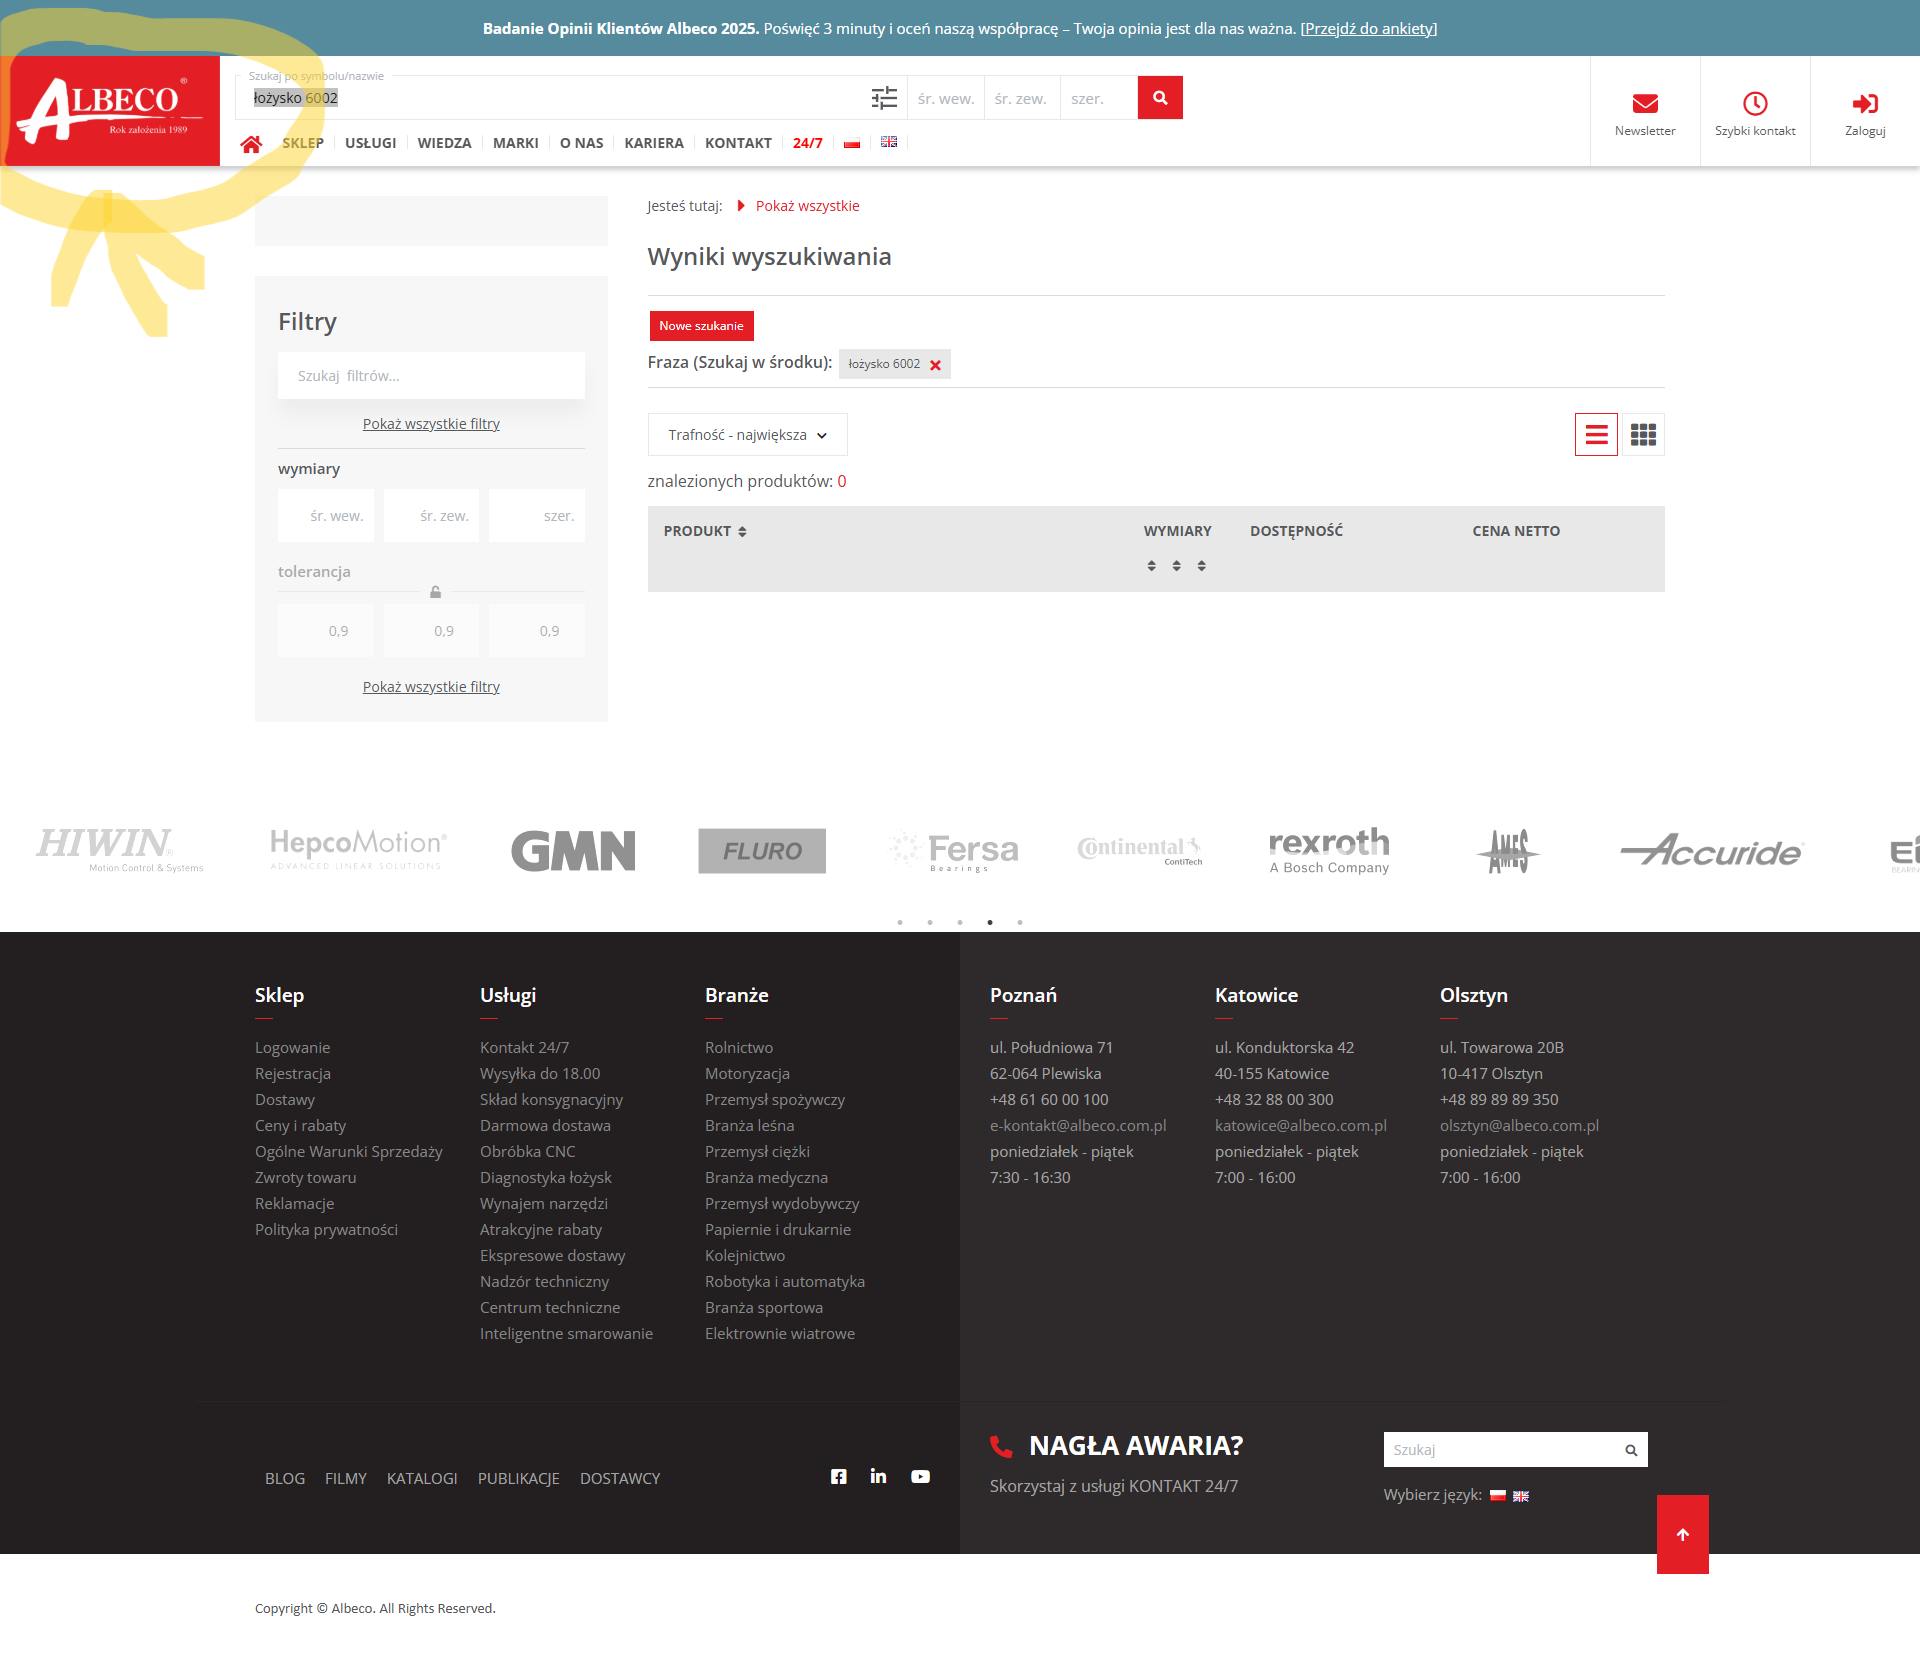 Badanie Opinii Klientów Albeco 2025. Poświęć 3 minuty i oceń naszą współpracę – Twoja opinia jest dla nas ważna. [Przejdź do ankiety]
ALBECO ®
Rok założenia 1989
Szukaj po symbolu/nazwie
łożysko 6002
śr. wew.
śr. zew.
szer.
SKLEP
USŁUGI
WIEDZA
MARKI
O NAS
KARIERA
KONTAKT
24/7
Newsletter
Szybki kontakt
Zaloguj
Jesteś tutaj: Pokaż wszystkie
Wyniki wyszukiwania
Nowe szukanie
Fraza (Szukaj w środku): łożysko 6002
Trafność - największa
znalezionych produktów: 0
PRODUKT
WYMIARY
DOSTĘPNOŚĆ
CENA NETTO
Filtry
Szukaj filtrów...
Pokaż wszystkie filtry
wymiary
śr. wew.
śr. zew.
szer.
tolerancja
0,9
0,9
0,9
Pokaż wszystkie filtry
HIWIN®
Motion Control & Systems
HepcoMotion®
ADVANCED LINEAR SOLUTIONS
GMN
FLURO
Fersa
Bearings
Continental
ContiTech
rexroth
A Bosch Company
AMES
Accuride®
Sklep
Logowanie
Rejestracja
Dostawy
Ceny i rabaty
Ogólne Warunki Sprzedaży
Zwroty towaru
Reklamacje
Polityka prywatności
Usługi
Kontakt 24/7
Wysyłka do 18.00
Skład konsygnacyjny
Darmowa dostawa
Obróbka CNC
Diagnostyka łożysk
Wynajem narzędzi
Atrakcyjne rabaty
Ekspresowe dostawy
Nadzór techniczny
Centrum techniczne
Inteligentne smarowanie
Branże
Rolnictwo
Motoryzacja
Przemysł spożywczy
Branża leśna
Przemysł ciężki
Branża medyczna
Przemysł wydobywczy
Papiernie i drukarnie
Kolejnictwo
Robotyka i automatyka
Branża sportowa
Elektrownie wiatrowe
Poznań
ul. Południowa 71
62-064 Plewiska
+48 61 60 00 100
e-kontakt@albeco.com.pl
poniedziałek - piątek
7:30 - 16:30
Katowice
ul. Konduktorska 42
40-155 Katowice
+48 32 88 00 300
katowice@albeco.com.pl
poniedziałek - piątek
7:00 - 16:00
Olsztyn
ul. Towarowa 20B
10-417 Olsztyn
+48 89 89 89 350
olsztyn@albeco.com.pl
poniedziałek - piątek
7:00 - 16:00
BLOG
FILMY
KATALOGI
PUBLIKACJE
DOSTAWCY
NAGŁA AWARIA?
Skorzystaj z usługi KONTAKT 24/7
Szukaj
Wybierz język:
Copyright © Albeco. All Rights Reserved.